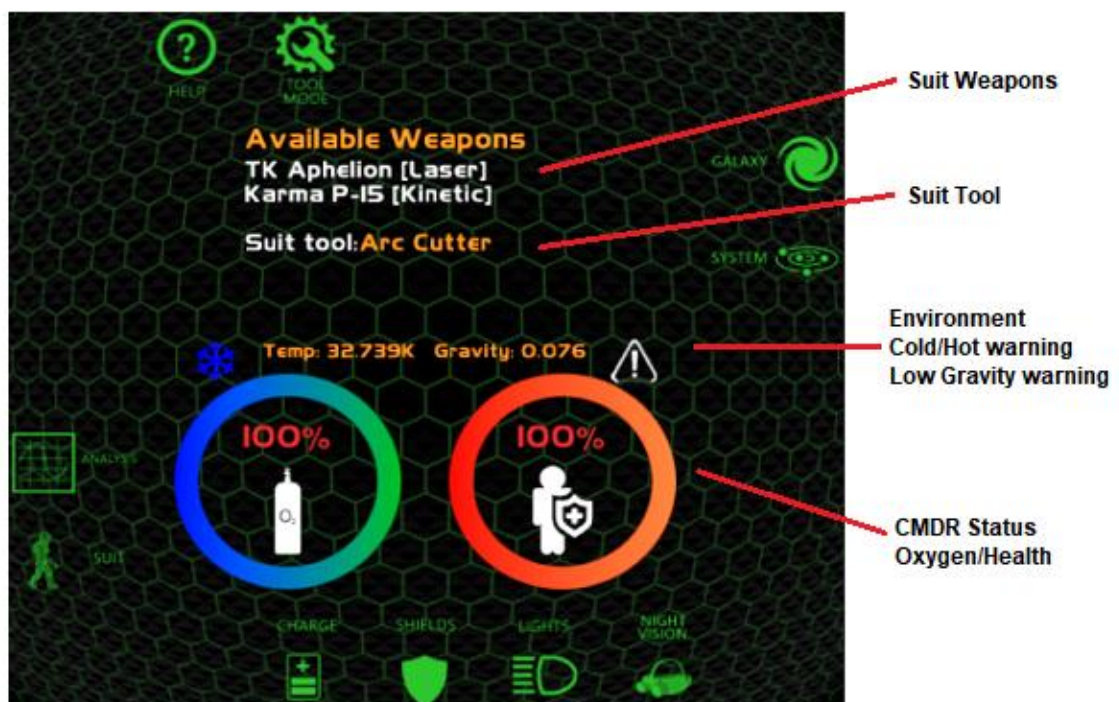 HELP
TOOL
MODE
Available Weapons
TK Aphelion [Laser]
Karma P-15 [Kinetic]
Suit tool:Arc Cutter
GALAXY
SYSTEM
Temp: 32.739K Gravity: 0.076
100%
O₂
100%
ANALYSIS
SUIT
CHARGE
SHIELDS
LIGHTS
NIGHT
VISION
Suit Weapons
Suit Tool
Environment
Cold/Hot warning
Low Gravity warning
CMDR Status
Oxygen/Health